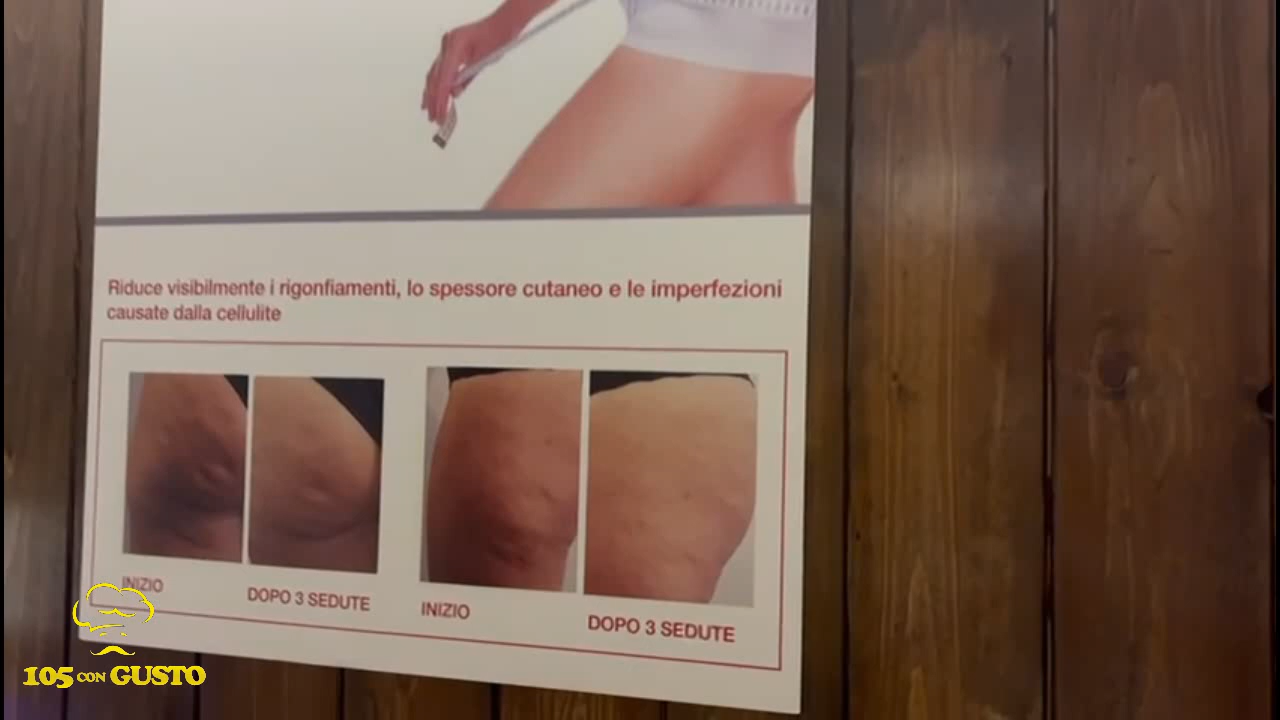 Riduce visibilmente i rigonfiamenti, lo spessore cutaneo e le imperfezioni
causate dalla cellulite
INIZIO
DOPO 3 SEDUTE
INIZIO
DOPO 3 SEDUTE
105 CON GUSTO